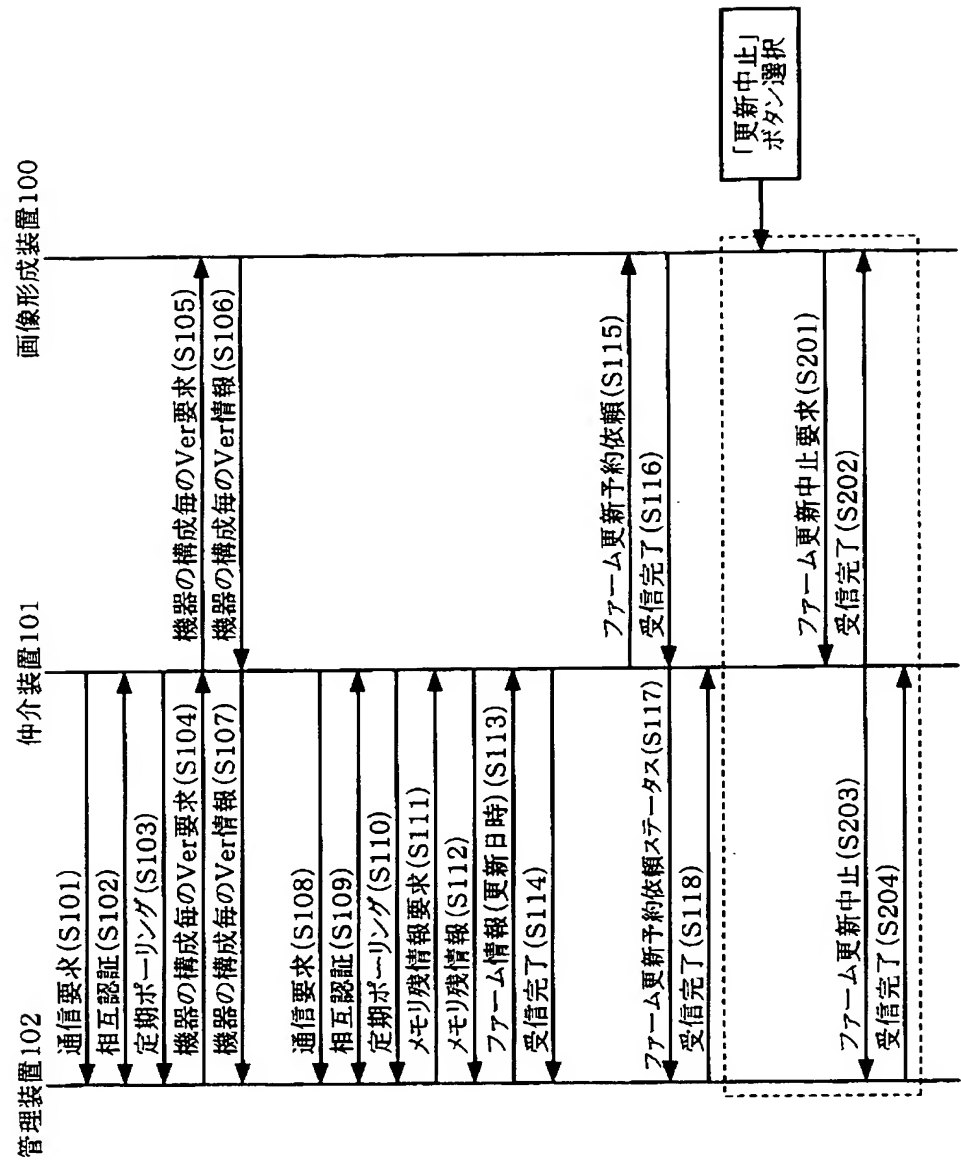 管理装置102
仲介装置101
画像形成装置100
通信要求(S101)
相互認証(S102)
定期ポーリング(S103)
機器の構成毎のVer要求(S104)
機器の構成毎のVer要求(S105)
機器の構成毎のVer情報(S106)
機器の構成毎のVer情報(S107)
通信要求(S108)
相互認証(S109)
定期ポーリング(S110)
メモリ残情報要求(S111)
メモリ残情報(S112)
ファーム情報(更新日時)(S113)
受信完了(S114)
ファーム更新予約依頼(S115)
受信完了(S116)
ファーム更新予約依頼ステータス(S117)
受信完了(S118)
「更新中止」
ボタン選択
ファーム更新中止要求(S201)
受信完了(S202)
ファーム更新中止(S203)
受信完了(S204)